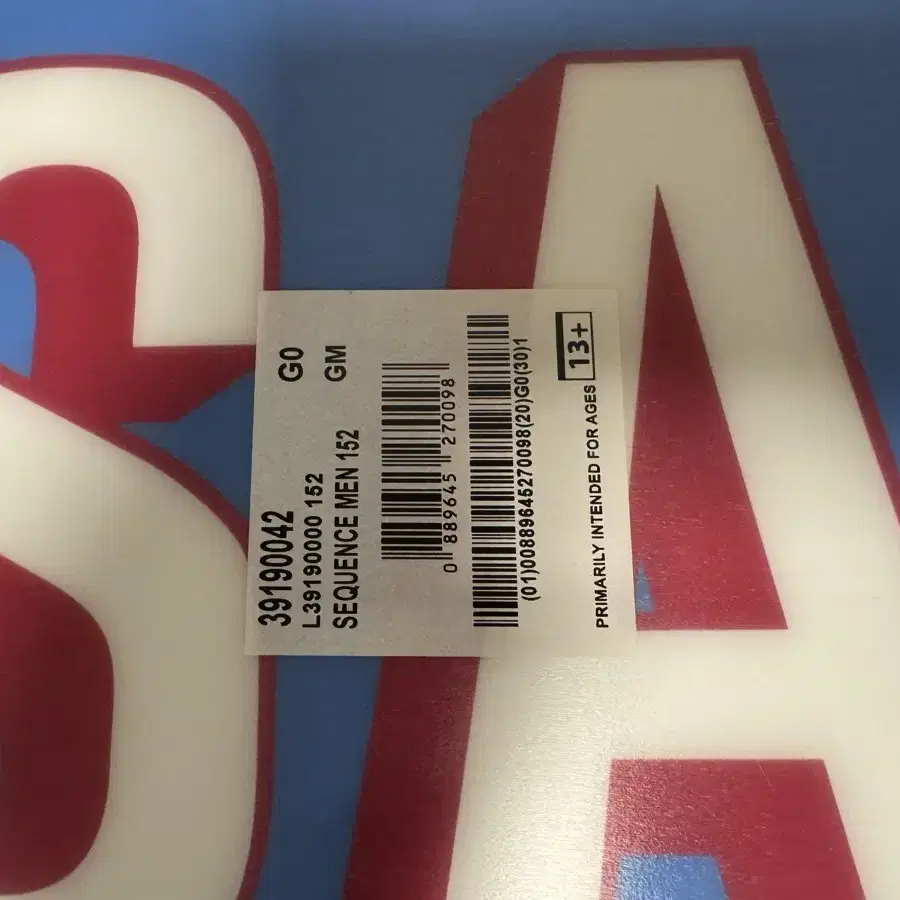 SA
39190042 G0
L39190000 152 GM
SEQUENCE MEN 152
0 889645 270098
(01)00889645270098(20)G0(30)1
PRIMARILY INTENDED FOR AGES 13+